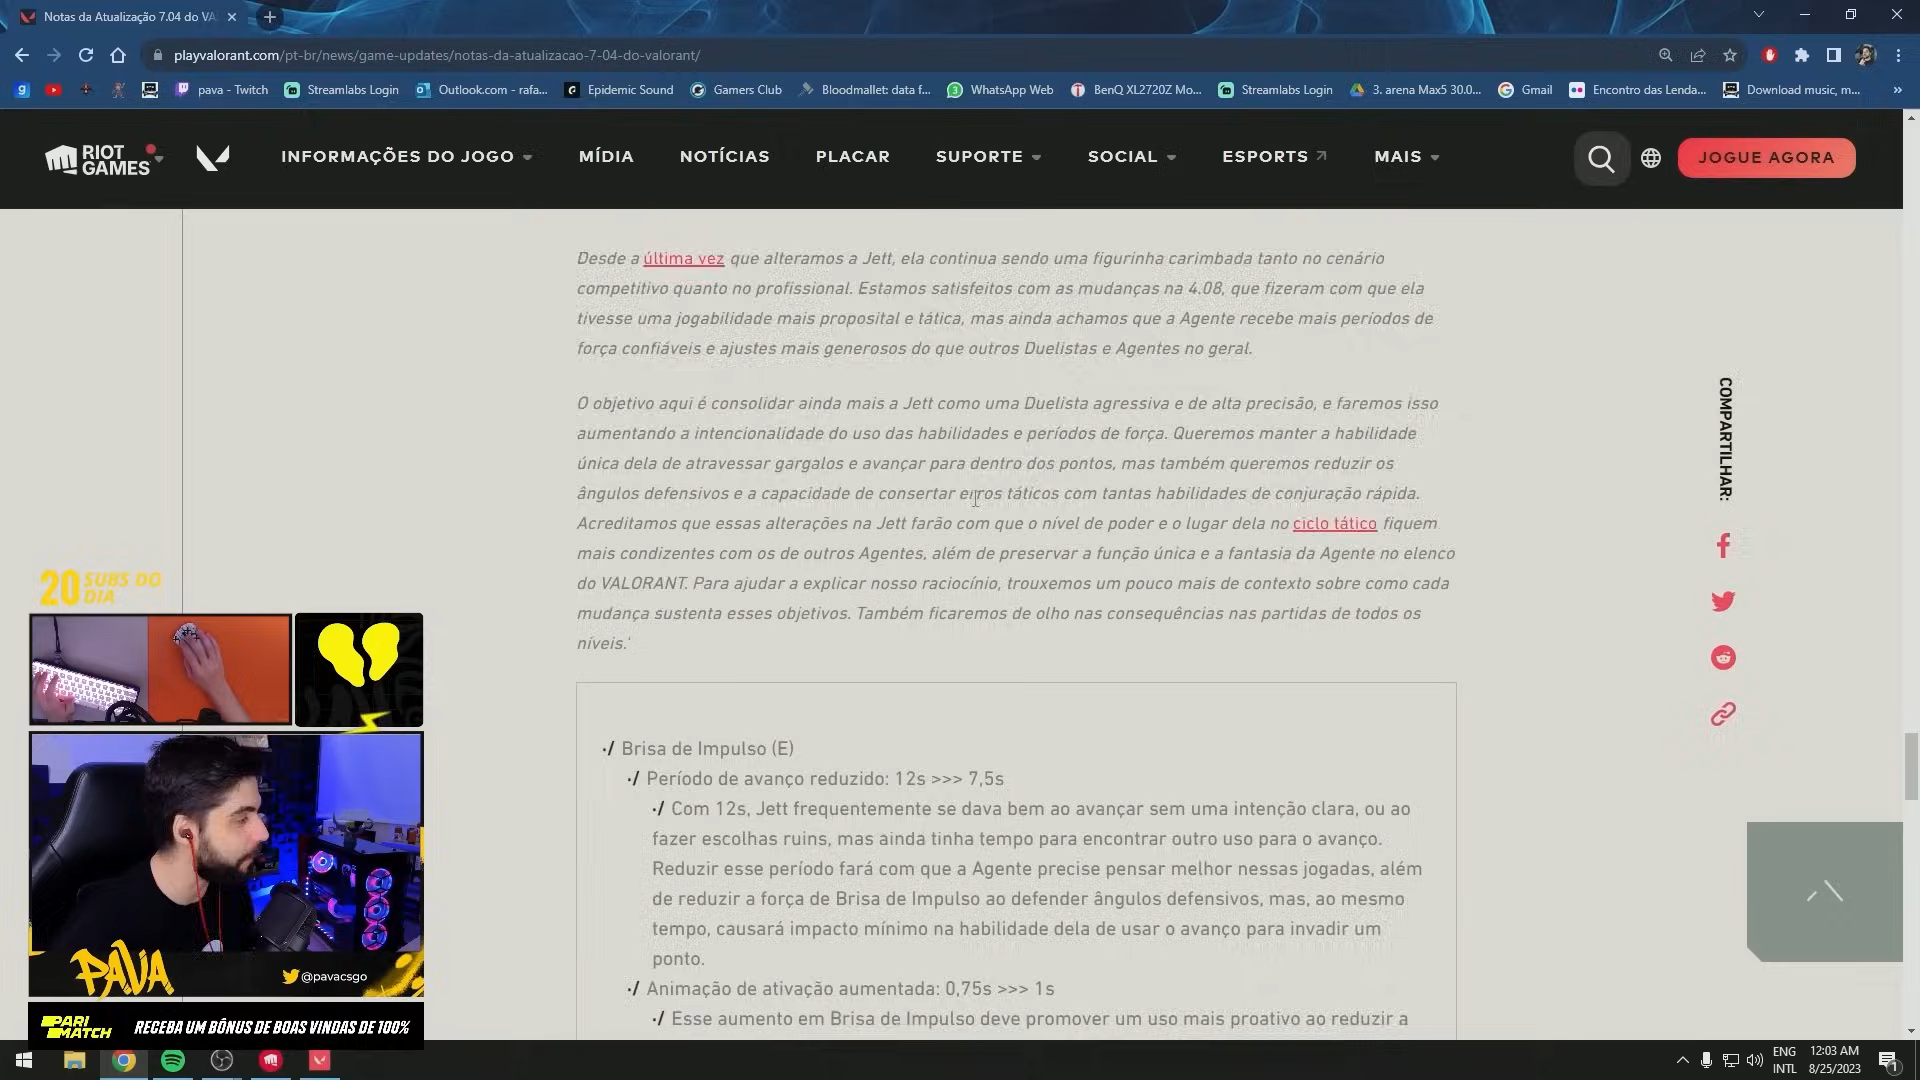 Notas da Atualização 7.04 do VA
playvalorant.com/pt-br/news/game-updates/notas-da-atualizacao-7-04-do-valorant/
pava - Twitch
Streamlabs Login
Outlook.com - rafa...
Epidemic Sound
Gamers Club
Bloodmallet: data f...
WhatsApp Web
BenQ XL2720Z Mo...
Streamlabs Login
3. arena Max5 30.0...
Gmail
Encontro das Lenda...
Download music, m...
RIOT
GAMES
INFORMAÇÕES DO JOGO
MÍDIA
NOTÍCIAS
PLACAR
SUPORTE
SOCIAL
ESPORTS
MAIS
JOGUE AGORA
Desde a última vez que alteramos a Jett, ela continua sendo uma figurinha carimbada tanto no cenário
competitivo quanto no profissional. Estamos satisfeitos com as mudanças na 4.08, que fizeram com que ela
tivesse uma jogabilidade mais proposital e tática, mas ainda achamos que a Agente recebe mais períodos de
força confiáveis e ajustes mais generosos do que outros Duelistas e Agentes no geral.
O objetivo aqui é consolidar ainda mais a Jett como uma Duelista agressiva e de alta precisão, e faremos isso
aumentando a intencionalidade do uso das habilidades e períodos de força. Queremos manter a habilidade
única dela de atravessar gargalos e avançar para dentro dos pontos, mas também queremos reduzir os
ângulos defensivos e a capacidade de consertar erros táticos com tantas habilidades de conjuração rápida.
Acreditamos que essas alterações na Jett farão com que o nível de poder e o lugar dela no ciclo tático fiquem
mais condizentes com os de outros Agentes, além de preservar a função única e a fantasia da Agente no elenco
do VALORANT. Para ajudar a explicar nosso raciocínio, trouxemos um pouco mais de contexto sobre como cada
mudança sustenta esses objetivos. Também ficaremos de olho nas consequências nas partidas de todos os
níveis.'
COMPARTILHAR:
Brisa de Impulso (E)
Período de avanço reduzido: 12s >>> 7,5s
Com 12s, Jett frequentemente se dava bem ao avançar sem uma intenção clara, ou ao
fazer escolhas ruins, mas ainda tinha tempo para encontrar outro uso para o avanço.
Reduzir esse período fará com que a Agente precise pensar melhor nessas jogadas, além
de reduzir a força de Brisa de Impulso ao defender ângulos defensivos, mas, ao mesmo
tempo, causará impacto mínimo na habilidade dela de usar o avanço para invadir um
ponto.
Animação de ativação aumentada: 0,75s >>> 1s
Esse aumento em Brisa de Impulso deve promover um uso mais proativo ao reduzir a
20 SUBS DO
DIA
PAVA
@pavacsgo
PARI
MATCH
RECEBA UM BÔNUS DE BOAS VINDAS DE 100%
ENG
INTL
12:03 AM
8/25/2023
1